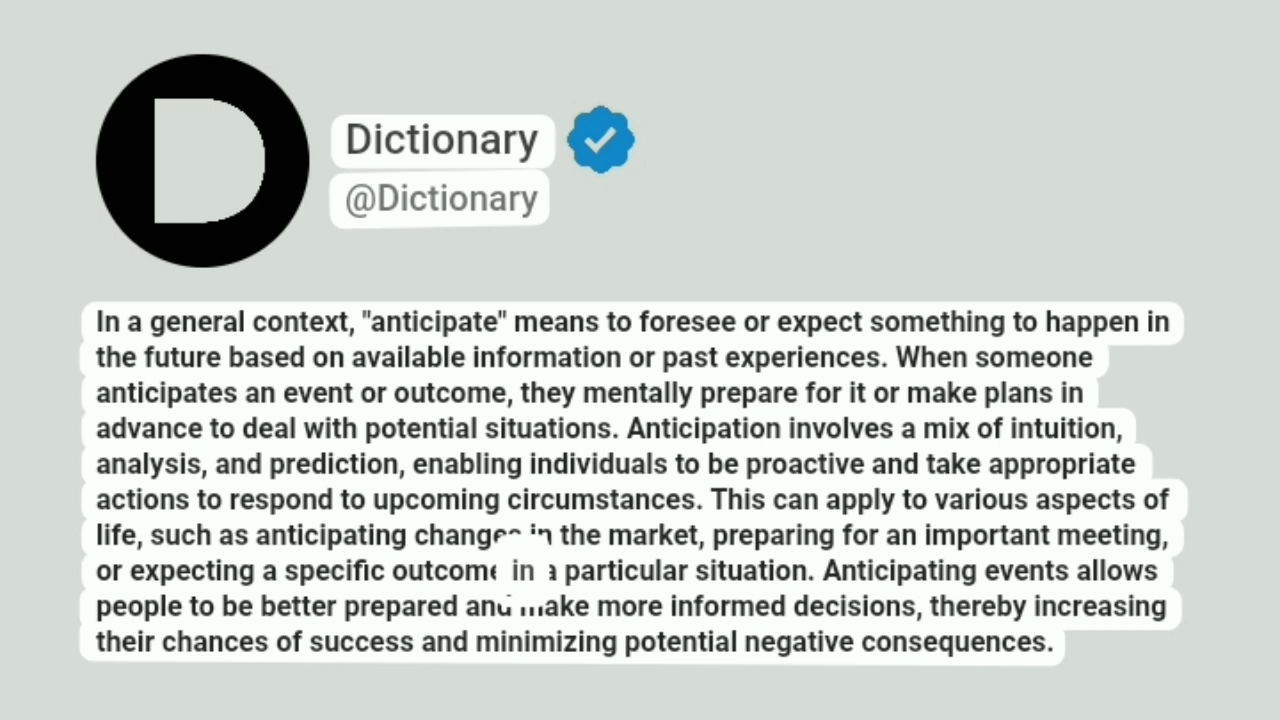 D
Dictionary
@Dictionary
In a general context, "anticipate" means to foresee or expect something to happen in
the future based on available information or past experiences. When someone
anticipates an event or outcome, they mentally prepare for it or make plans in
advance to deal with potential situations. Anticipation involves a mix of intuition,
analysis, and prediction, enabling individuals to be proactive and take appropriate
actions to respond to upcoming circumstances. This can apply to various aspects of
life, such as anticipating changes in the market, preparing for an important meeting,
or expecting a specific outcome in a particular situation. Anticipating events allows
people to be better prepared and make more informed decisions, thereby increasing
their chances of success and minimizing potential negative consequences.